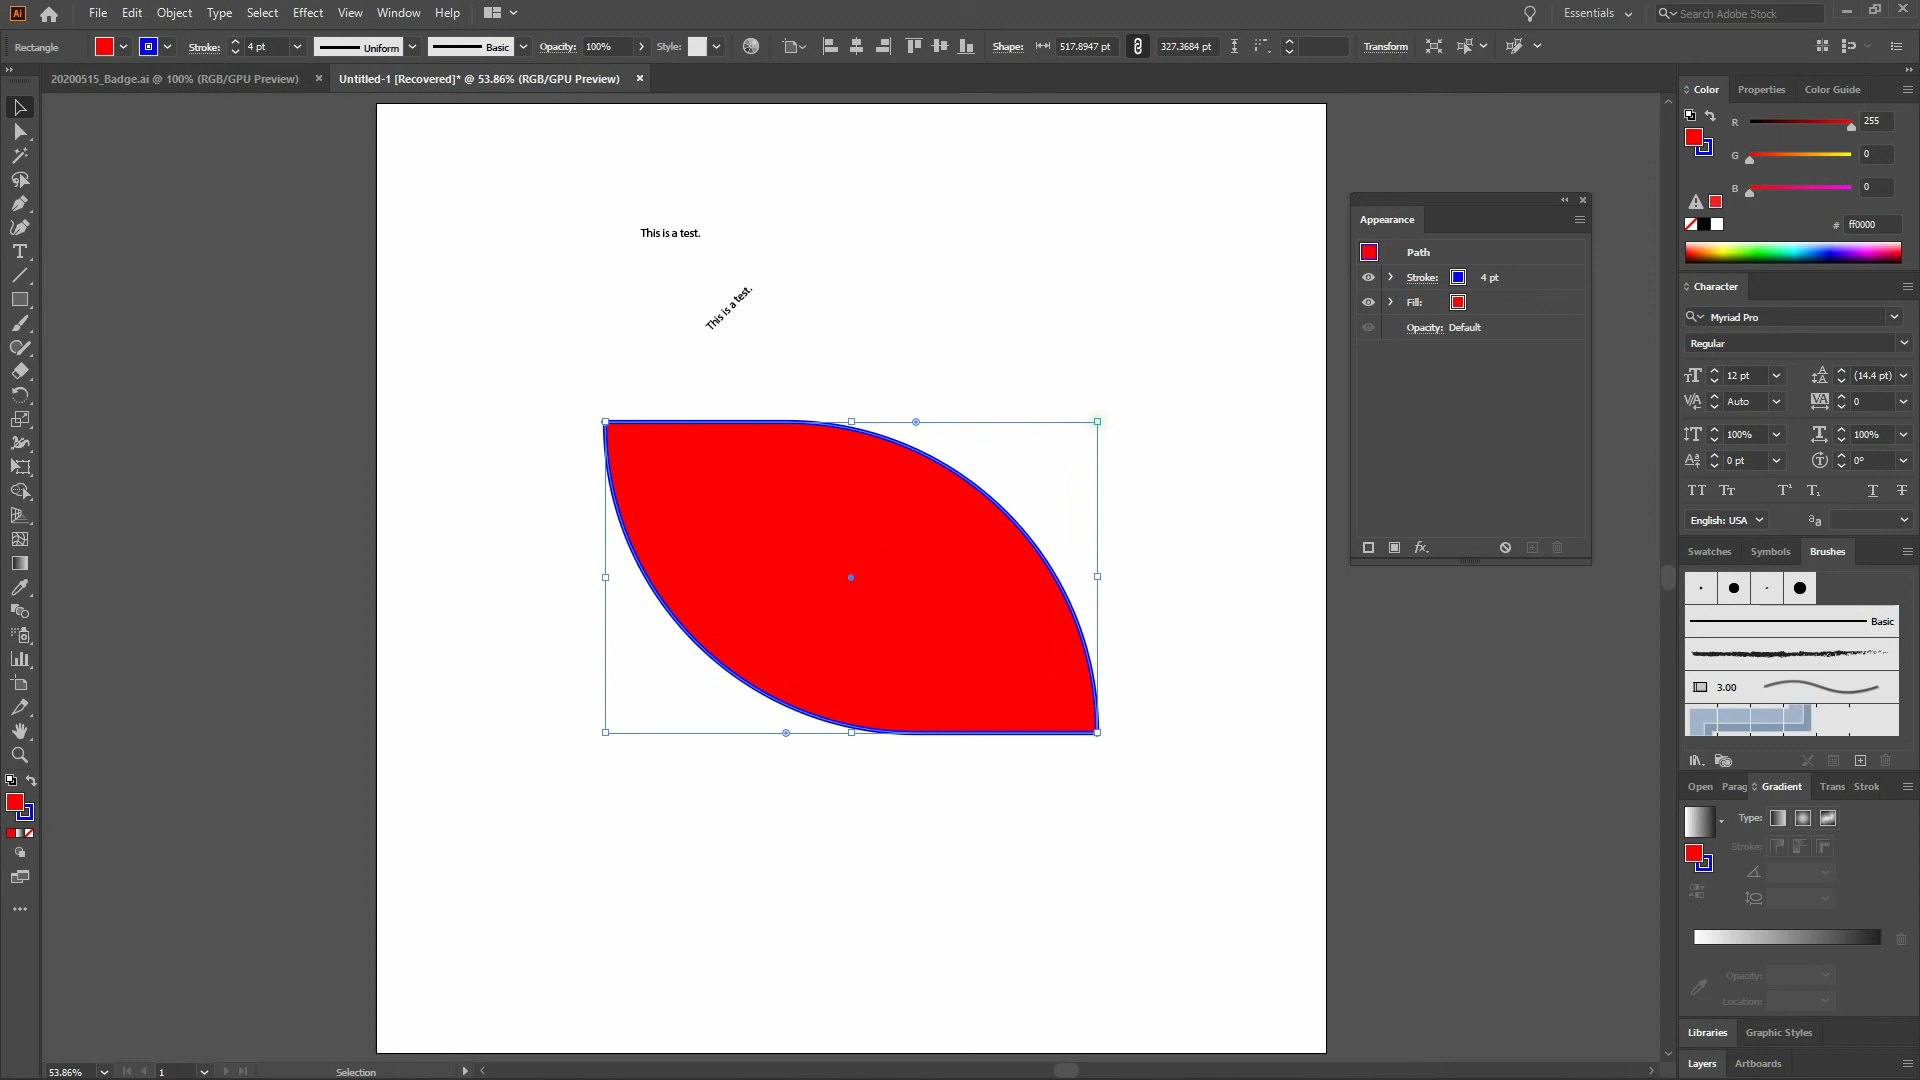 Ai File Edit Object Type Select Effect View Window Help Essentials Search Adobe Stock
Rectangle Stroke: 4 pt Uniform Basic Opacity: 100% Style: Shape: 517.8947 pt 327.3684 pt Transform
20200515_Badge.ai @ 100% (RGB/GPU Preview) × Untitled-1 [Recovered]* @ 53.86% (RGB/GPU Preview) ×
Color Properties Color Guide
R 255
G 0
B 0
# ff0000
This is a test.
This is a test.
Appearance
Path
Stroke: 4 pt
Fill:
Opacity: Default
fx.
Character
Myriad Pro
Regular
12 pt (14.4 pt)
Auto 0
100% 100%
0 pt 0°
English: USA
Swatches Symbols Brushes
Basic
3.00
Open Parag Gradient Trans Strok
Type:
Stroke:
Opacity:
Location:
Libraries Graphic Styles
Layers Artboards
53.86% 1 Selection